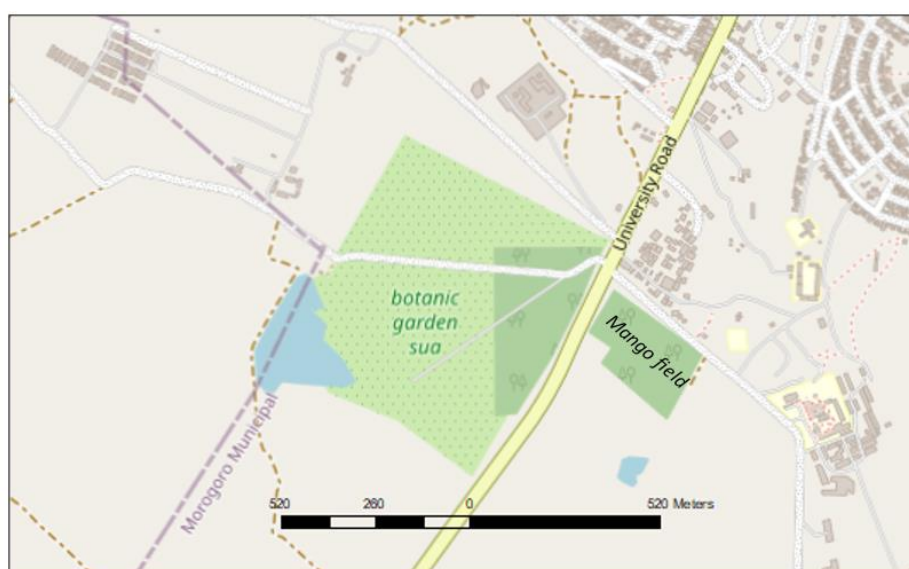 University Road
botanic
garden
sua
Mango field
Morogoro Municipal
520 260 0 520 Meters